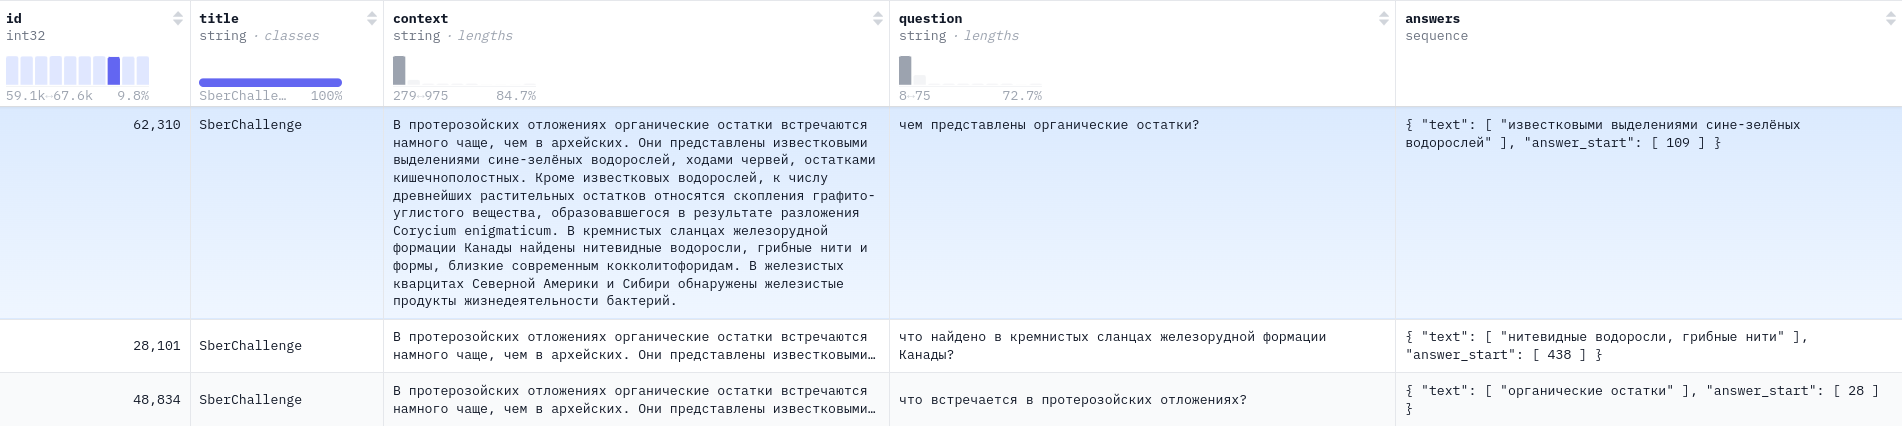 id
int32
59.1k↔67.6k 9.8%
title
string · classes
SberChalle… 100%
context
string · lengths
279↔975 84.7%
question
string · lengths
8↔75 72.7%
answers
sequence
62,310
SberChallenge
В протерозойских отложениях органические остатки встречаются
намного чаще, чем в архейских. Они представлены известковыми
выделениями сине-зелёных водорослей, ходами червей, остатками
кишечнополостных. Кроме известковых водорослей, к числу
древнейших растительных остатков относятся скопления графито-
углистого вещества, образовавшегося в результате разложения
Corycium enigmaticum. В кремнистых сланцах железорудной
формации Канады найдены нитевидные водоросли, грибные нити и
формы, близкие современным кокколитофоридам. В железистых
кварцитах Северной Америки и Сибири обнаружены железистые
продукты жизнедеятельности бактерий.
чем представлены органические остатки?
{ "text": [ "известковыми выделениями сине-зелёных
водорослей" ], "answer_start": [ 109 ] }
28,101
SberChallenge
В протерозойских отложениях органические остатки встречаются
намного чаще, чем в архейских. Они представлены известковыми…
что найдено в кремнистых сланцах железорудной формации
Канады?
{ "text": [ "нитевидные водоросли, грибные нити" ],
"answer_start": [ 438 ] }
48,834
SberChallenge
В протерозойских отложениях органические остатки встречаются
намного чаще, чем в архейских. Они представлены известковыми…
что встречается в протерозойских отложениях?
{ "text": [ "органические остатки" ], "answer_start": [ 28 ]
}